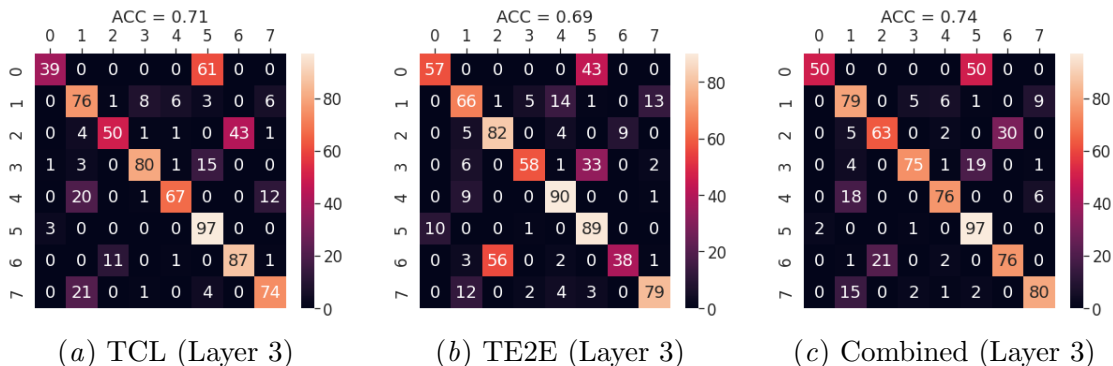 ACC = 0.71
0 1 2 3 4 5 6 7
0 39 0 0 0 0 61 0 0
1 0 76 1 8 6 3 0 6
2 0 4 50 1 1 0 43 0
3 1 3 0 80 1 15 0 0
4 0 20 0 1 67 0 0 12
5 3 0 0 0 0 97 0 0
6 0 0 11 0 1 0 87 1
7 0 21 0 1 0 4 0 74
80
60
40
20
0
(a) TCL (Layer 3)
ACC = 0.69
0 1 2 3 4 5 6 7
0 57 0 0 0 0 43 0 0
1 0 66 1 5 14 1 0 13
2 0 5 82 0 4 0 9 0
3 0 6 0 58 1 33 0 2
4 0 9 0 0 90 0 0 1
5 10 0 0 1 0 89 0 0
6 0 3 56 0 2 0 38 1
7 0 12 0 2 4 3 0 79
80
60
40
20
0
(b) TE2E (Layer 3)
ACC = 0.74
0 1 2 3 4 5 6 7
0 50 0 0 0 0 50 0 0
1 0 79 0 5 6 1 0 9
2 0 5 63 0 2 0 30 0
3 0 4 0 75 0 19 0 1
4 0 18 0 0 76 0 0 6
5 2 0 0 1 0 97 0 0
6 0 1 21 0 2 0 76 0
7 0 15 0 2 1 2 0 80
80
60
40
20
0
(c) Combined (Layer 3)